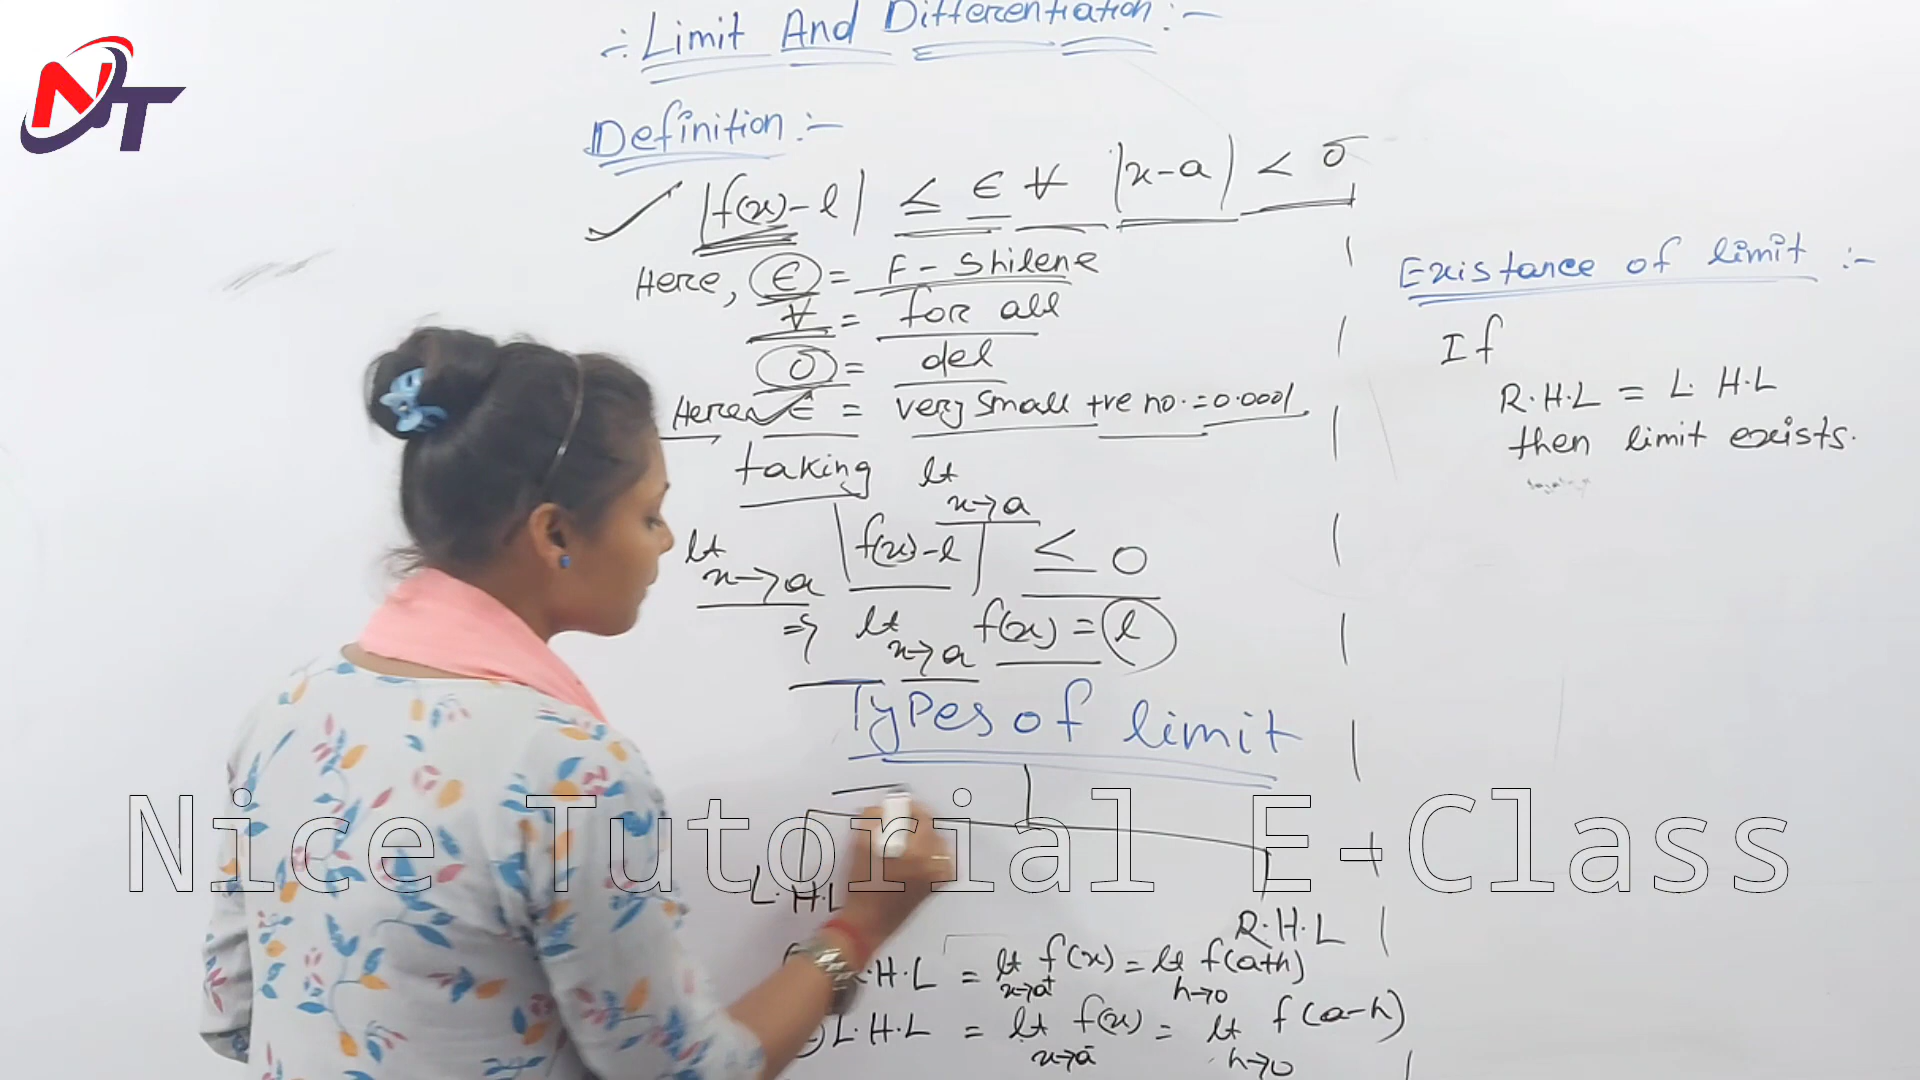 NT
∴ Limit And Differentiation :-
Definition :-
|f(x)-l| ≤ ∈ ∀ |x-a| < σ
Here, ∈ = F - Shilene
∀ = for all
σ = del
Here ∈ = very small +ve no. = 0.0001
taking lt
x→a
lt |f(x)-l| ≤ 0
x→a
⇒ lt f(x) = l
x→a
Types of limit
L.H.L
R.H.L
.H.L = lt f(x) = lt f(a+h)
x→a⁺ h→0
L.H.L = lt f(x) = lt f(a-h)
x→a⁻ h→0
Existance of limit :-
If
R.H.L = L.H.L
then limit exists.
Nice Tutorial E-Class